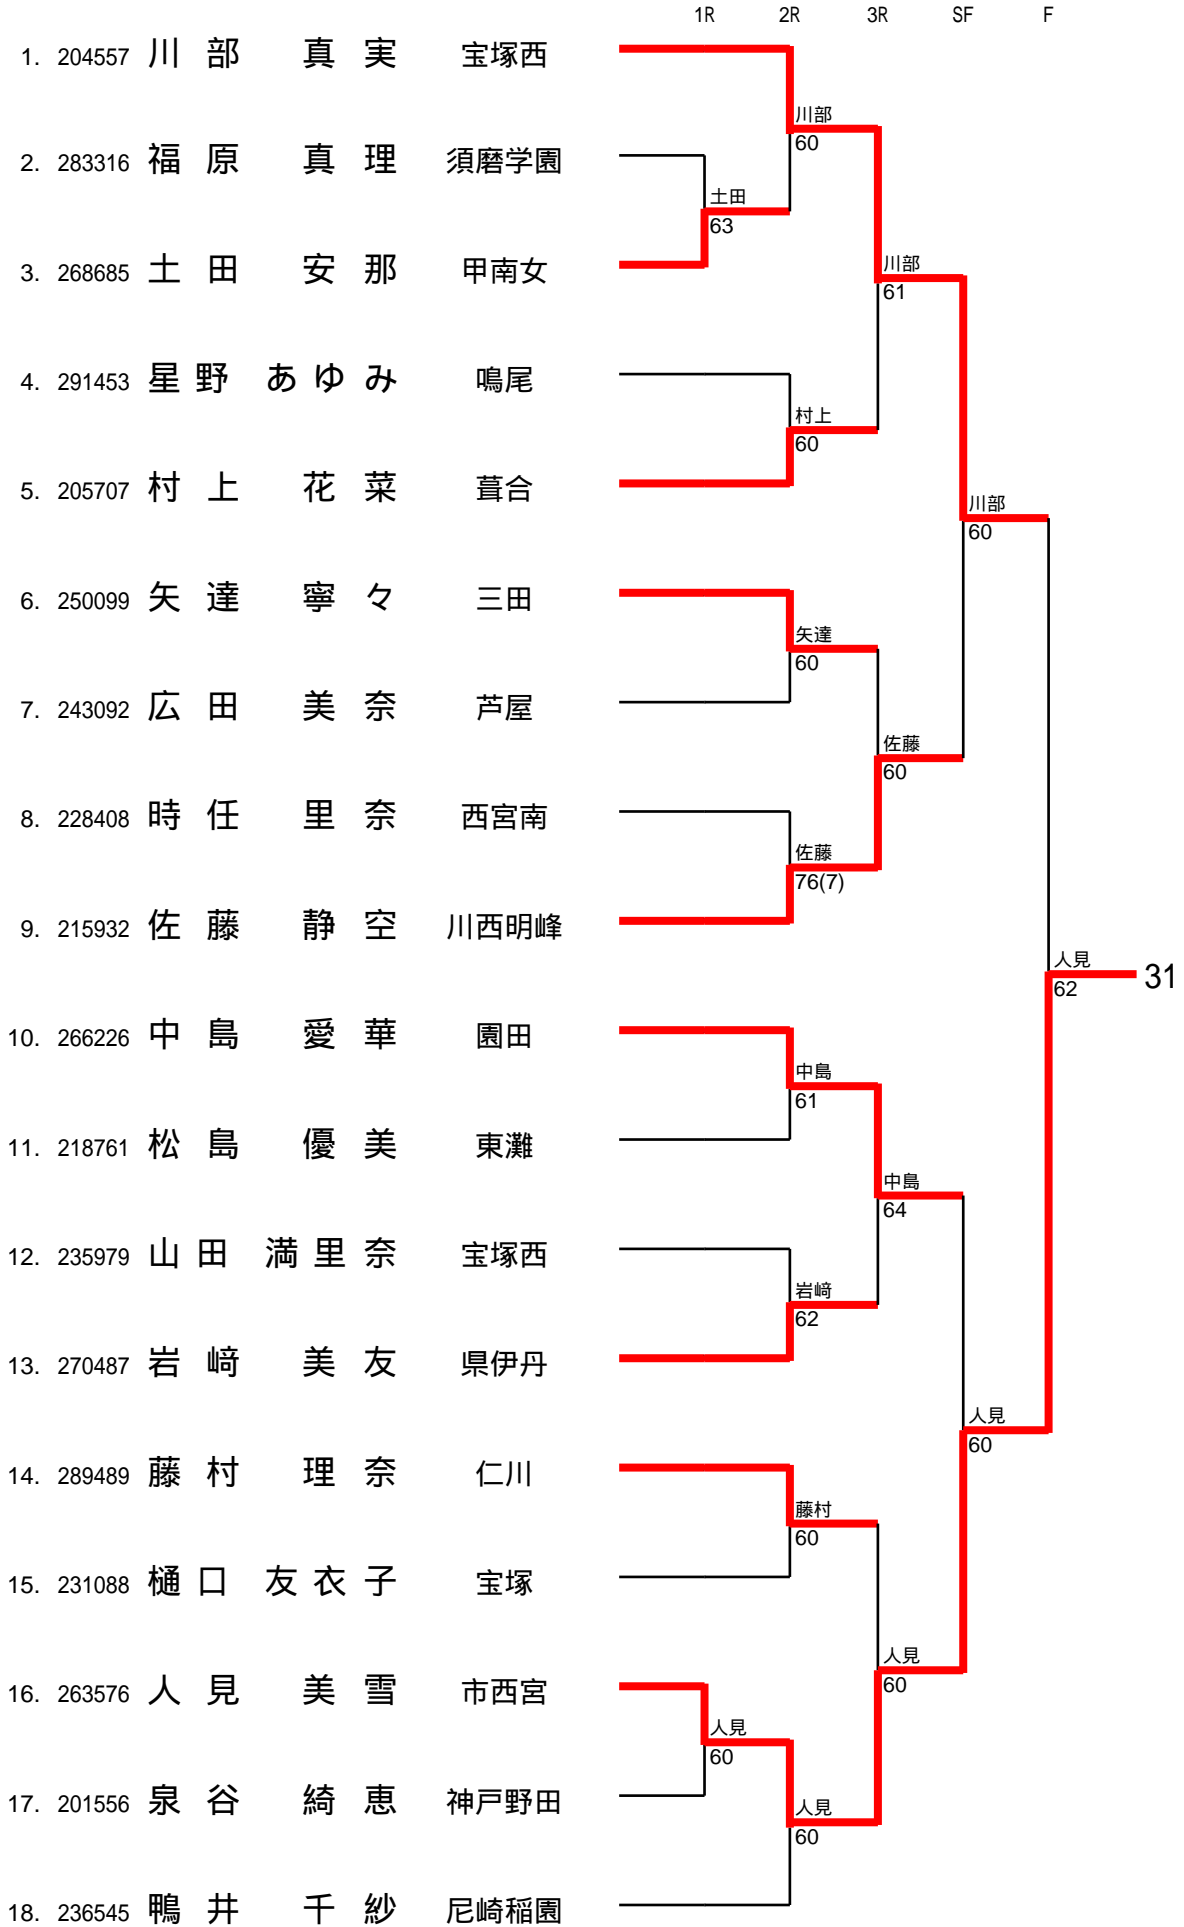 1R 2R 3R SF F
1. 204557 川部 真実 宝塚西
川部
60
2. 283316 福原 真理 須磨学園
土田
63
3. 268685 土田 安那 甲南女
川部
61
4. 291453 星野 あゆみ 鳴尾
村上
60
5. 205707 村上 花菜 葺合
川部
60
6. 250099 矢達 寧々 三田
矢達
60
7. 243092 広田 美奈 芦屋
佐藤
60
8. 228408 時任 里奈 西宮南
佐藤
76(7)
9. 215932 佐藤 静空 川西明峰
人見
62
31
10. 266226 中島 愛華 園田
中島
61
11. 218761 松島 優美 東灘
中島
64
12. 235979 山田 満里奈 宝塚西
岩﨑
62
13. 270487 岩﨑 美友 県伊丹
人見
60
14. 289489 藤村 理奈 仁川
藤村
60
15. 231088 樋口 友衣子 宝塚
人見
60
16. 263576 人見 美雪 市西宮
人見
60
17. 201556 泉谷 綺恵 神戸野田
人見
60
18. 236545 鴨井 千紗 尼崎稲園